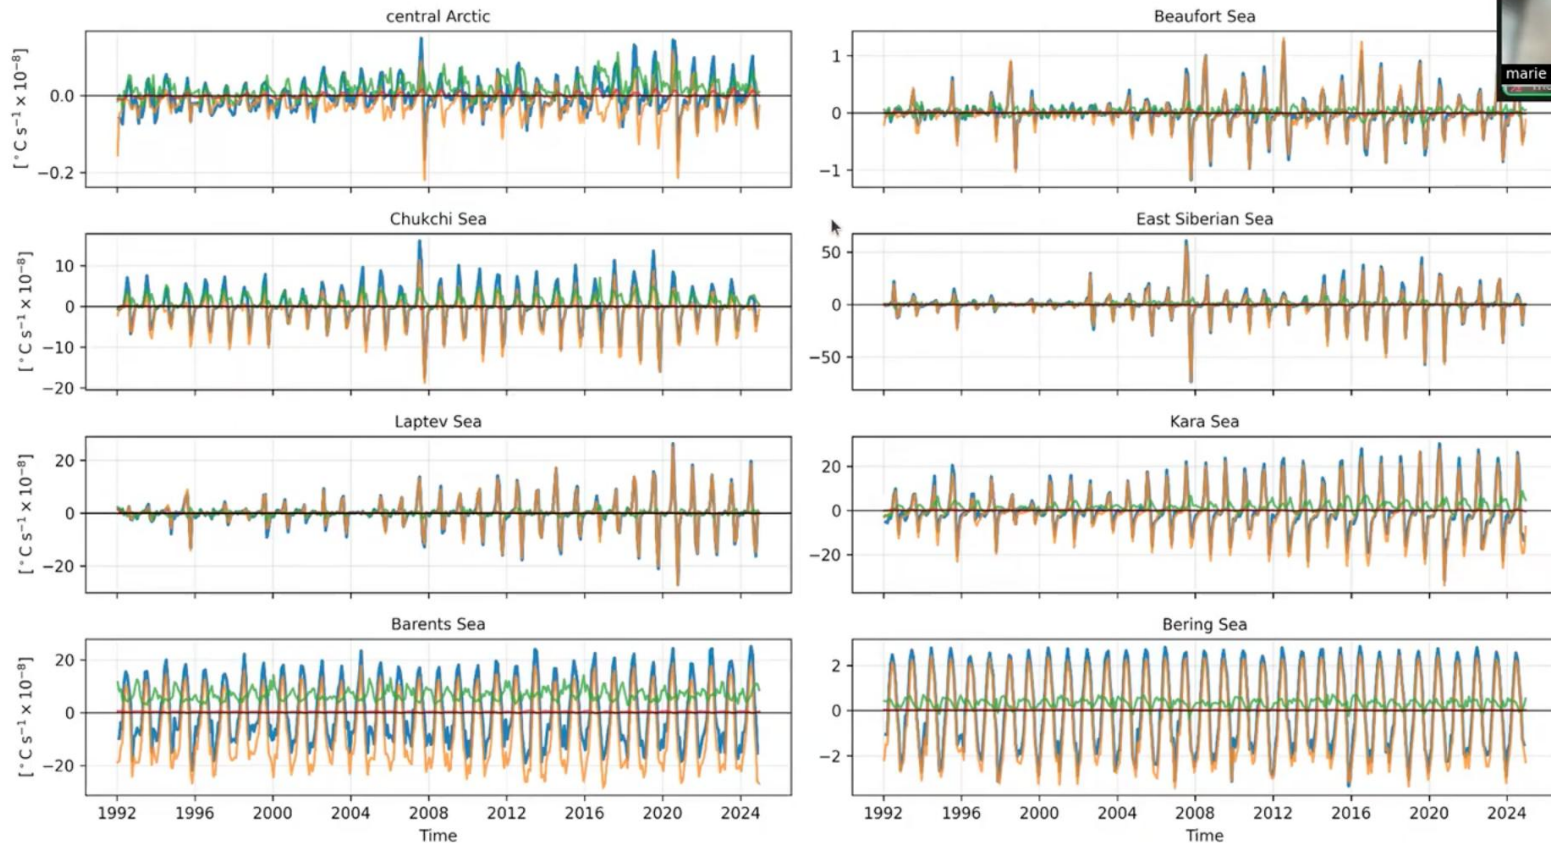 central Arctic
Beaufort Sea
[°C s⁻¹ × 10⁻⁸]
0.0
−0.2
1
0
−1
marie
Chukchi Sea
East Siberian Sea
[°C s⁻¹ × 10⁻⁸]
10
0
−10
−20
50
0
−50
Laptev Sea
Kara Sea
[°C s⁻¹ × 10⁻⁸]
20
0
−20
20
0
−20
Barents Sea
Bering Sea
[°C s⁻¹ × 10⁻⁸]
20
0
−20
2
0
−2
1992 1996 2000 2004 2008 2012 2016 2020 2024
1992 1996 2000 2004 2008 2012 2016 2020 2024
Time
Time